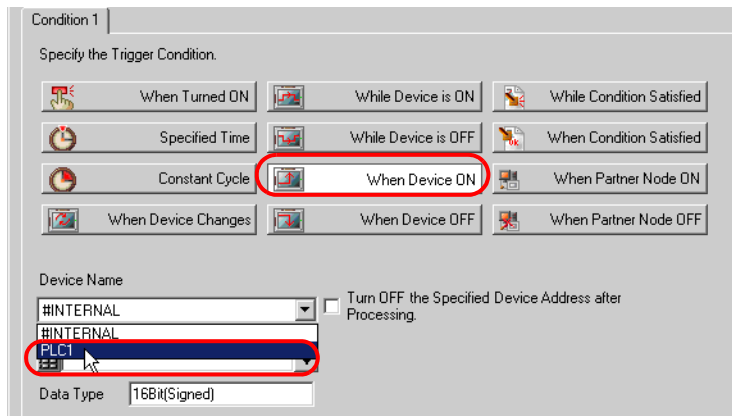 Condition 1
Specify the Trigger Condition.
When Turned ON While Device is ON While Condition Satisfied
Specified Time While Device is OFF When Condition Satisfied
Constant Cycle When Device ON When Partner Node ON
When Device Changes When Device OFF When Partner Node OFF
Device Name
#INTERNAL
Turn OFF the Specified Device Address after
Processing.
#INTERNAL
PLC1
Data Type 16Bit(Signed)